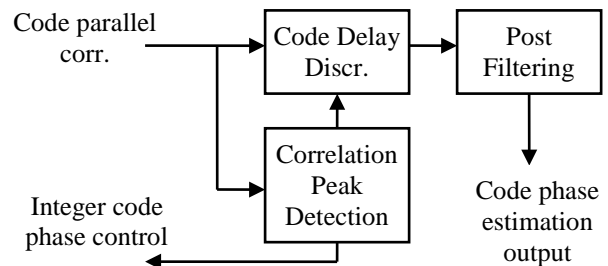 Code parallel
corr.
Code Delay
Discr.
Post
Filtering
Correlation
Peak
Detection
Integer code
phase control
Code phase
estimation
output